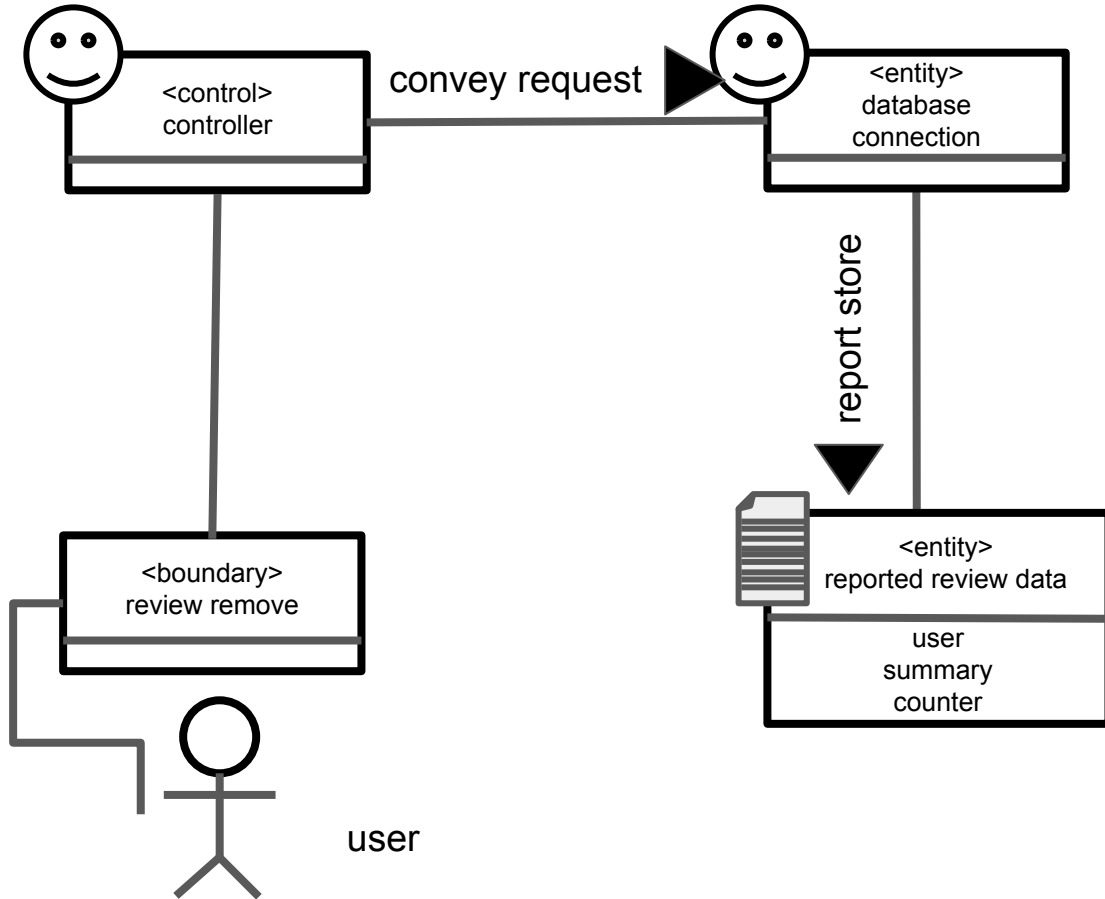 <control>
controller
convey request
<entity>
database
connection
report store
<boundary>
review remove
<entity>
reported review data
user
summary
counter
user